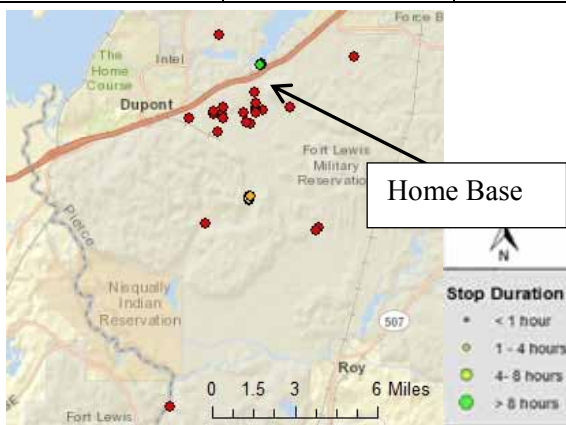 Force B
The
Home
Course
Intel
Dupont
Fort Lewis
Military
Reservation
Home Base
Pierce
N
Nisqually
Indian
Reservation
507
Roy
0 1.5 3 6 Miles
Fort Lewis
Stop Duration
< 1 hour
1 - 4 hours
4- 8 hours
> 8 hours